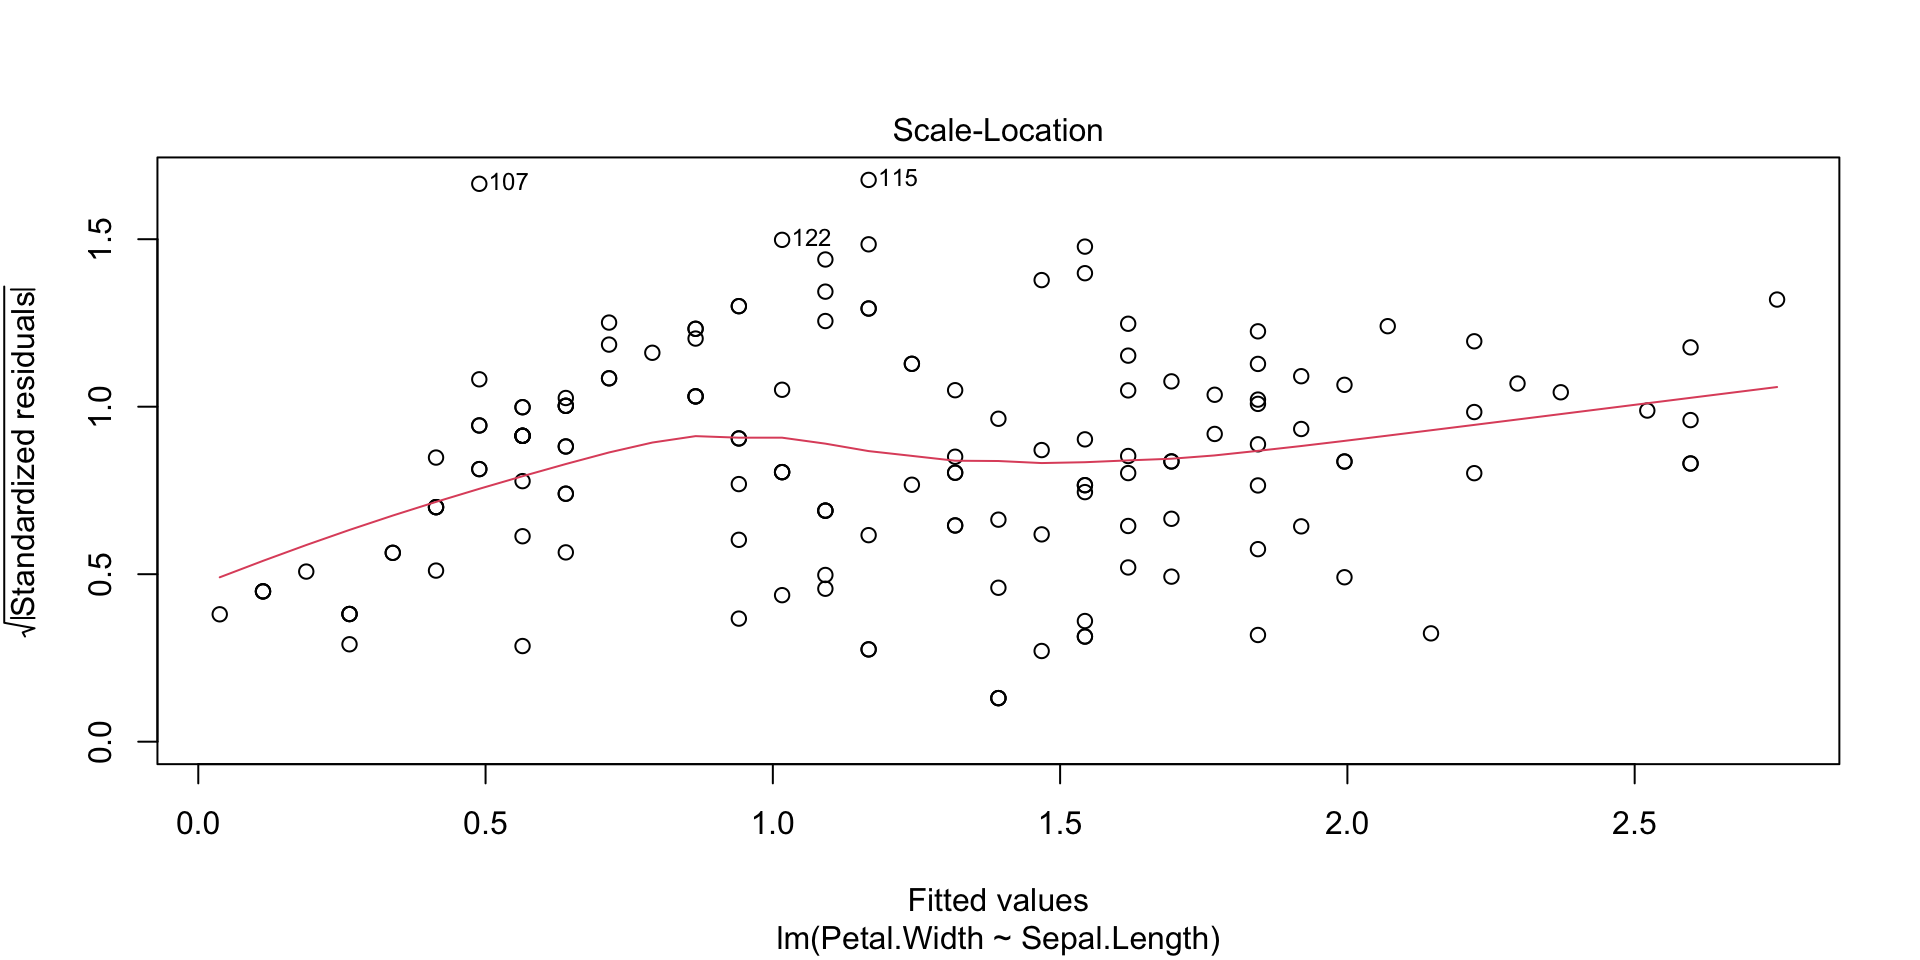 Scale-Location
107
115
122
√|Standardized residuals|
1.5
1.0
0.5
0.0
0.0 0.5 1.0 1.5 2.0 2.5
Fitted values
lm(Petal.Width ~ Sepal.Length)